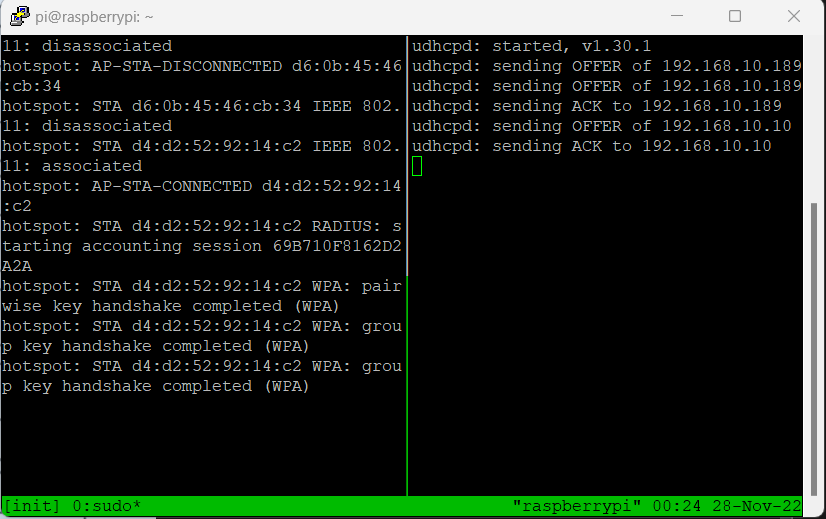 pi@raspberrypi: ~
11: disassociated
hotspot: AP-STA-DISCONNECTED d6:0b:45:46
:cb:34
hotspot: STA d6:0b:45:46:cb:34 IEEE 802.
11: disassociated
hotspot: STA d4:d2:52:92:14:c2 IEEE 802.
11: associated
hotspot: AP-STA-CONNECTED d4:d2:52:92:14
:c2
hotspot: STA d4:d2:52:92:14:c2 RADIUS: s
tarting accounting session 69B710F8162D2
A2A
hotspot: STA d4:d2:52:92:14:c2 WPA: pair
wise key handshake completed (WPA)
hotspot: STA d4:d2:52:92:14:c2 WPA: grou
p key handshake completed (WPA)
hotspot: STA d4:d2:52:92:14:c2 WPA: grou
p key handshake completed (WPA)
udhcpd: started, v1.30.1
udhcpd: sending OFFER of 192.168.10.189
udhcpd: sending OFFER of 192.168.10.189
udhcpd: sending ACK to 192.168.10.189
udhcpd: sending OFFER of 192.168.10.10
udhcpd: sending ACK to 192.168.10.10
[init] 0:sudo* "raspberrypi" 00:24 28-Nov-22